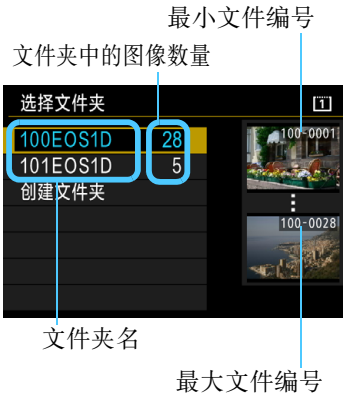 最小文件编号
文件夹中的图像数量
选择文件夹 1
100EOS1D 28
101EOS1D 5
创建文件夹
100-0001
100-0028
文件夹名
最大文件编号